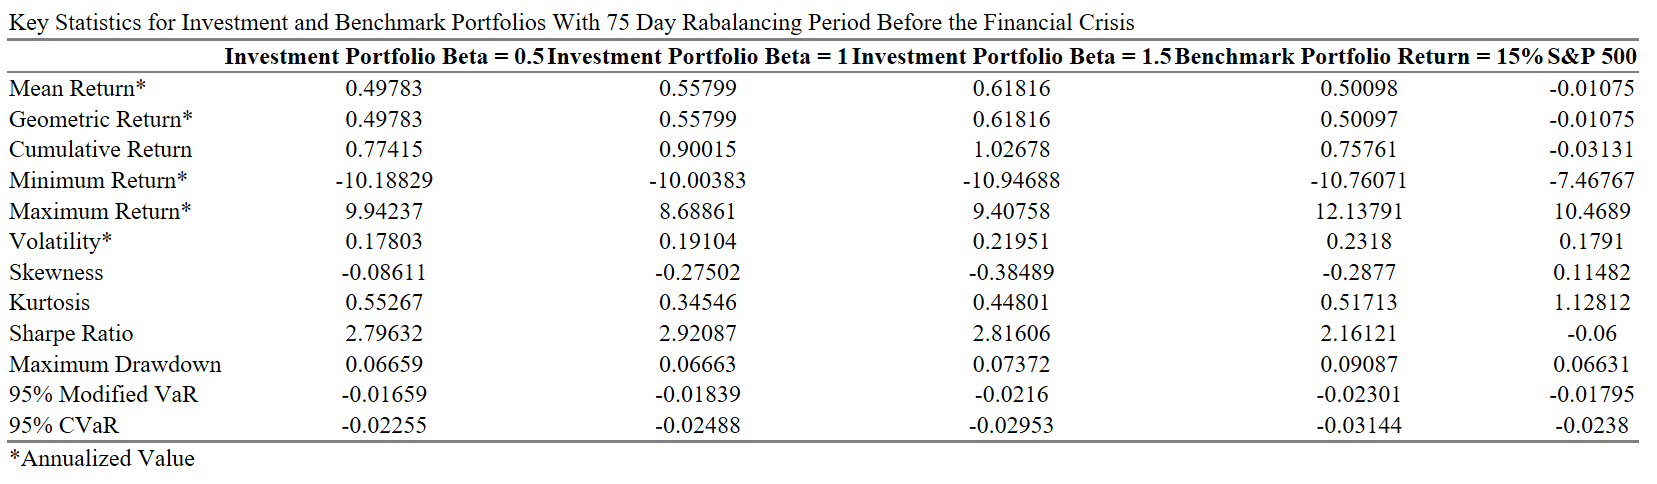 Key Statistics for Investment and Benchmark Portfolios With 75 Day Rabalancing Period Before the Financial Crisis
Investment Portfolio Beta = 0.5 Investment Portfolio Beta = 1 Investment Portfolio Beta = 1.5 Benchmark Portfolio Return = 15% S&P 500
Mean Return* 0.49783 0.55799 0.61816 0.50098 -0.01075
Geometric Return* 0.49783 0.55799 0.61816 0.50097 -0.01075
Cumulative Return 0.77415 0.90015 1.02678 0.75761 -0.03131
Minimum Return* -10.18829 -10.00383 -10.94688 -10.76071 -7.46767
Maximum Return* 9.94237 8.68861 9.40758 12.13791 10.4689
Volatility* 0.17803 0.19104 0.21951 0.2318 0.1791
Skewness -0.08611 -0.27502 -0.38489 -0.2877 0.11482
Kurtosis 0.55267 0.34546 0.44801 0.51713 1.12812
Sharpe Ratio 2.79632 2.92087 2.81606 2.16121 -0.06
Maximum Drawdown 0.06659 0.06663 0.07372 0.09087 0.06631
95% Modified VaR -0.01659 -0.01839 -0.0216 -0.02301 -0.01795
95% CVaR -0.02255 -0.02488 -0.02953 -0.03144 -0.0238
*Annualized Value